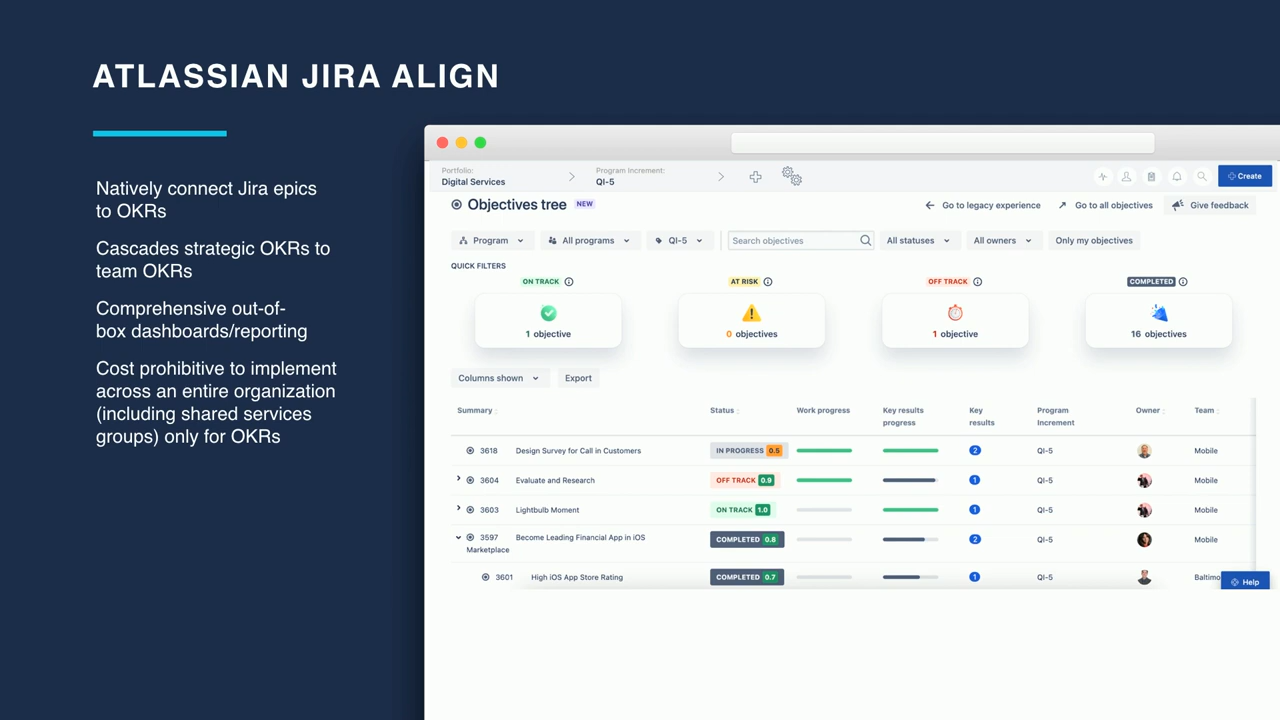 ATLASSIAN JIRA ALIGN
Natively connect Jira epics
to OKRs
Cascades strategic OKRs to
team OKRs
Comprehensive out-of-
box dashboards/reporting
Cost prohibitive to implement
across an entire organization
(including shared services
groups) only for OKRs
Portfolio: Program Increment:
Digital Services QI-5
Create
Objectives tree NEW
Go to legacy experience Go to all objectives Give feedback
Program All programs QI-5 Search objectives All statuses All owners Only my objectives
QUICK FILTERS
ON TRACK AT RISK OFF TRACK COMPLETED
1 objective 0 objectives 1 objective 16 objectives
Columns shown Export
Summary Status Work progress Key results progress Key results Program Increment Owner Team
3618 Design Survey for Call in Customers IN PROGRESS 0.5 2 QI-5 Mobile
3604 Evaluate and Research OFF TRACK 0.9 1 QI-5 Mobile
3603 Lightbulb Moment ON TRACK 1.0 1 QI-5 Mobile
3597 Become Leading Financial App in iOS COMPLETED 0.8 2 QI-5 Mobile
Marketplace
3601 High iOS App Store Rating COMPLETED 0.7 1 QI-5 Baltimo
Help